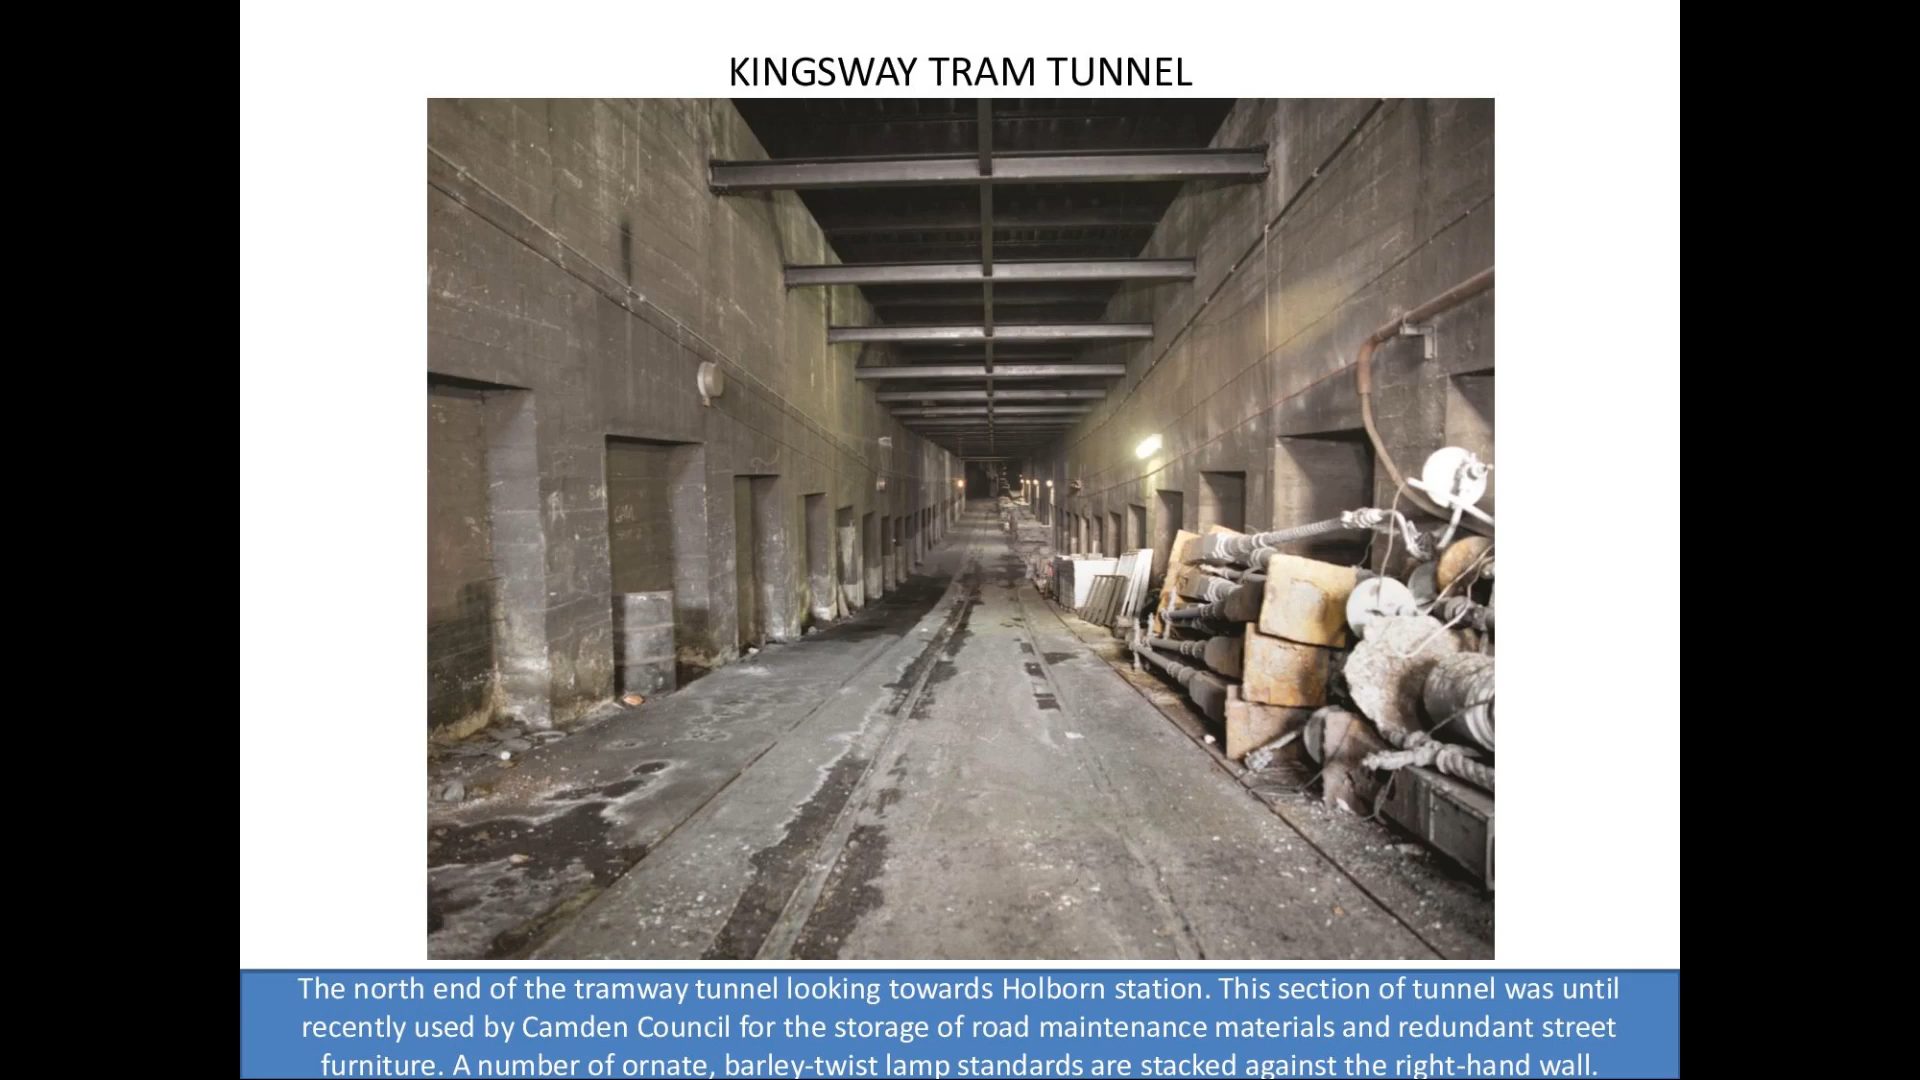 KINGSWAY TRAM TUNNEL
The north end of the tramway tunnel looking towards Holborn station. This section of tunnel was until
recently used by Camden Council for the storage of road maintenance materials and redundant street
furniture. A number of ornate, barley-twist lamp standards are stacked against the right-hand wall.